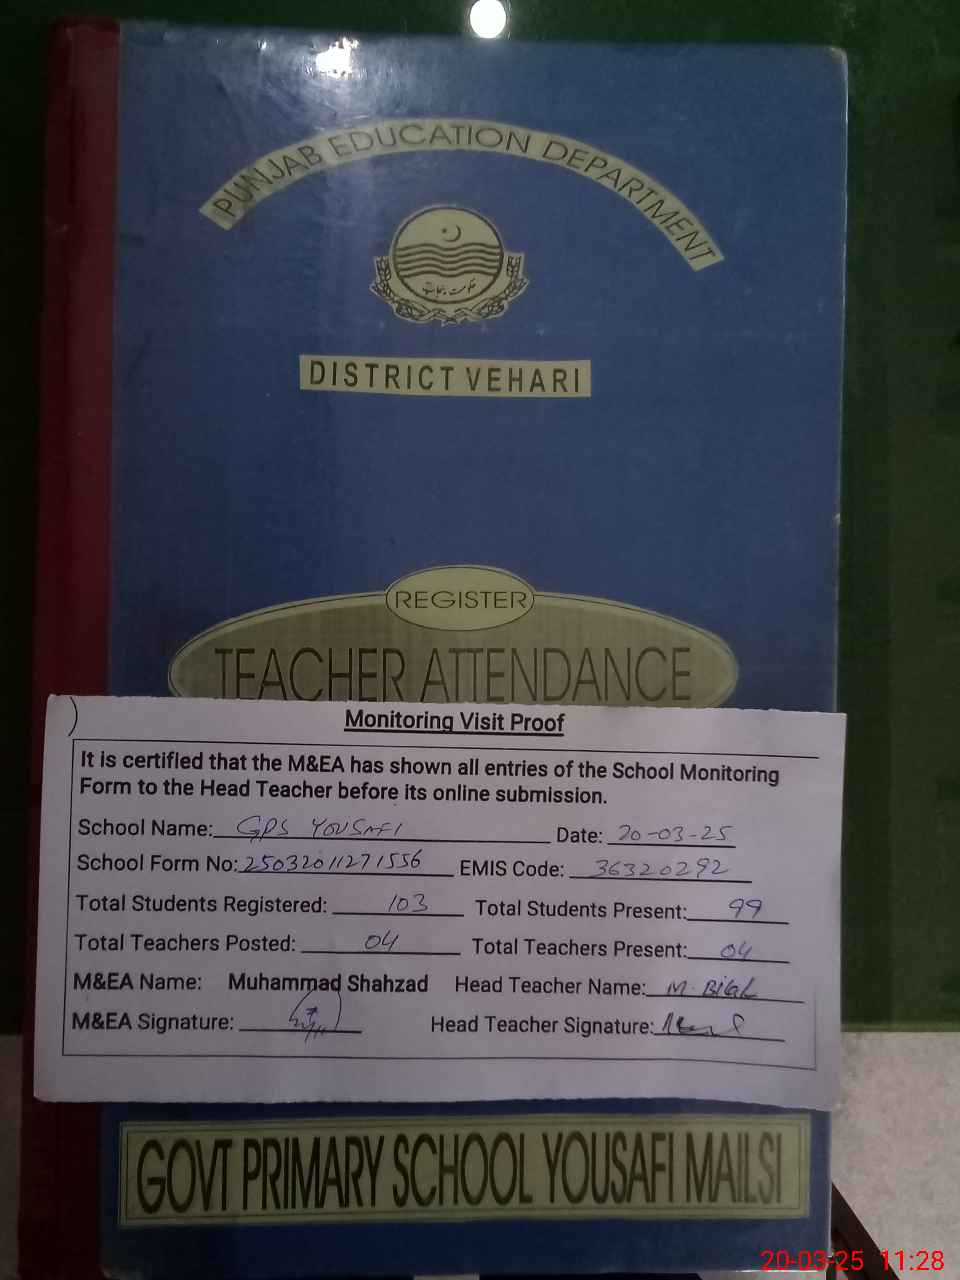 PUNJAB EDUCATION DEPARTMENT
حکومت پنجاب
DISTRICT VEHARI
REGISTER
TEACHER ATTENDANCE
Monitoring Visit Proof
It is certified that the M&EA has shown all entries of the School Monitoring
Form to the Head Teacher before its online submission.
School Name: GPS YOUSAFI Date: 20-03-25
School Form No: 25032011271556 EMIS Code: 36320292
Total Students Registered: 103 Total Students Present: 99
Total Teachers Posted: 04 Total Teachers Present: 04
M&EA Name: Muhammad Shahzad Head Teacher Name: M. Bilal
M&EA Signature: Head Teacher Signature:
GOVT PRIMARY SCHOOL YOUSAFI MAILSI
20-03-25 11:28